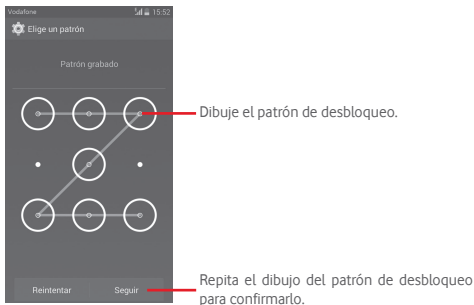 Vodafone 15:52
Elige un patrón
Patrón grabado
Dibuje el patrón de desbloqueo.
Reintentar Seguir
Repita el dibujo del patrón de desbloqueo
para confirmarlo.